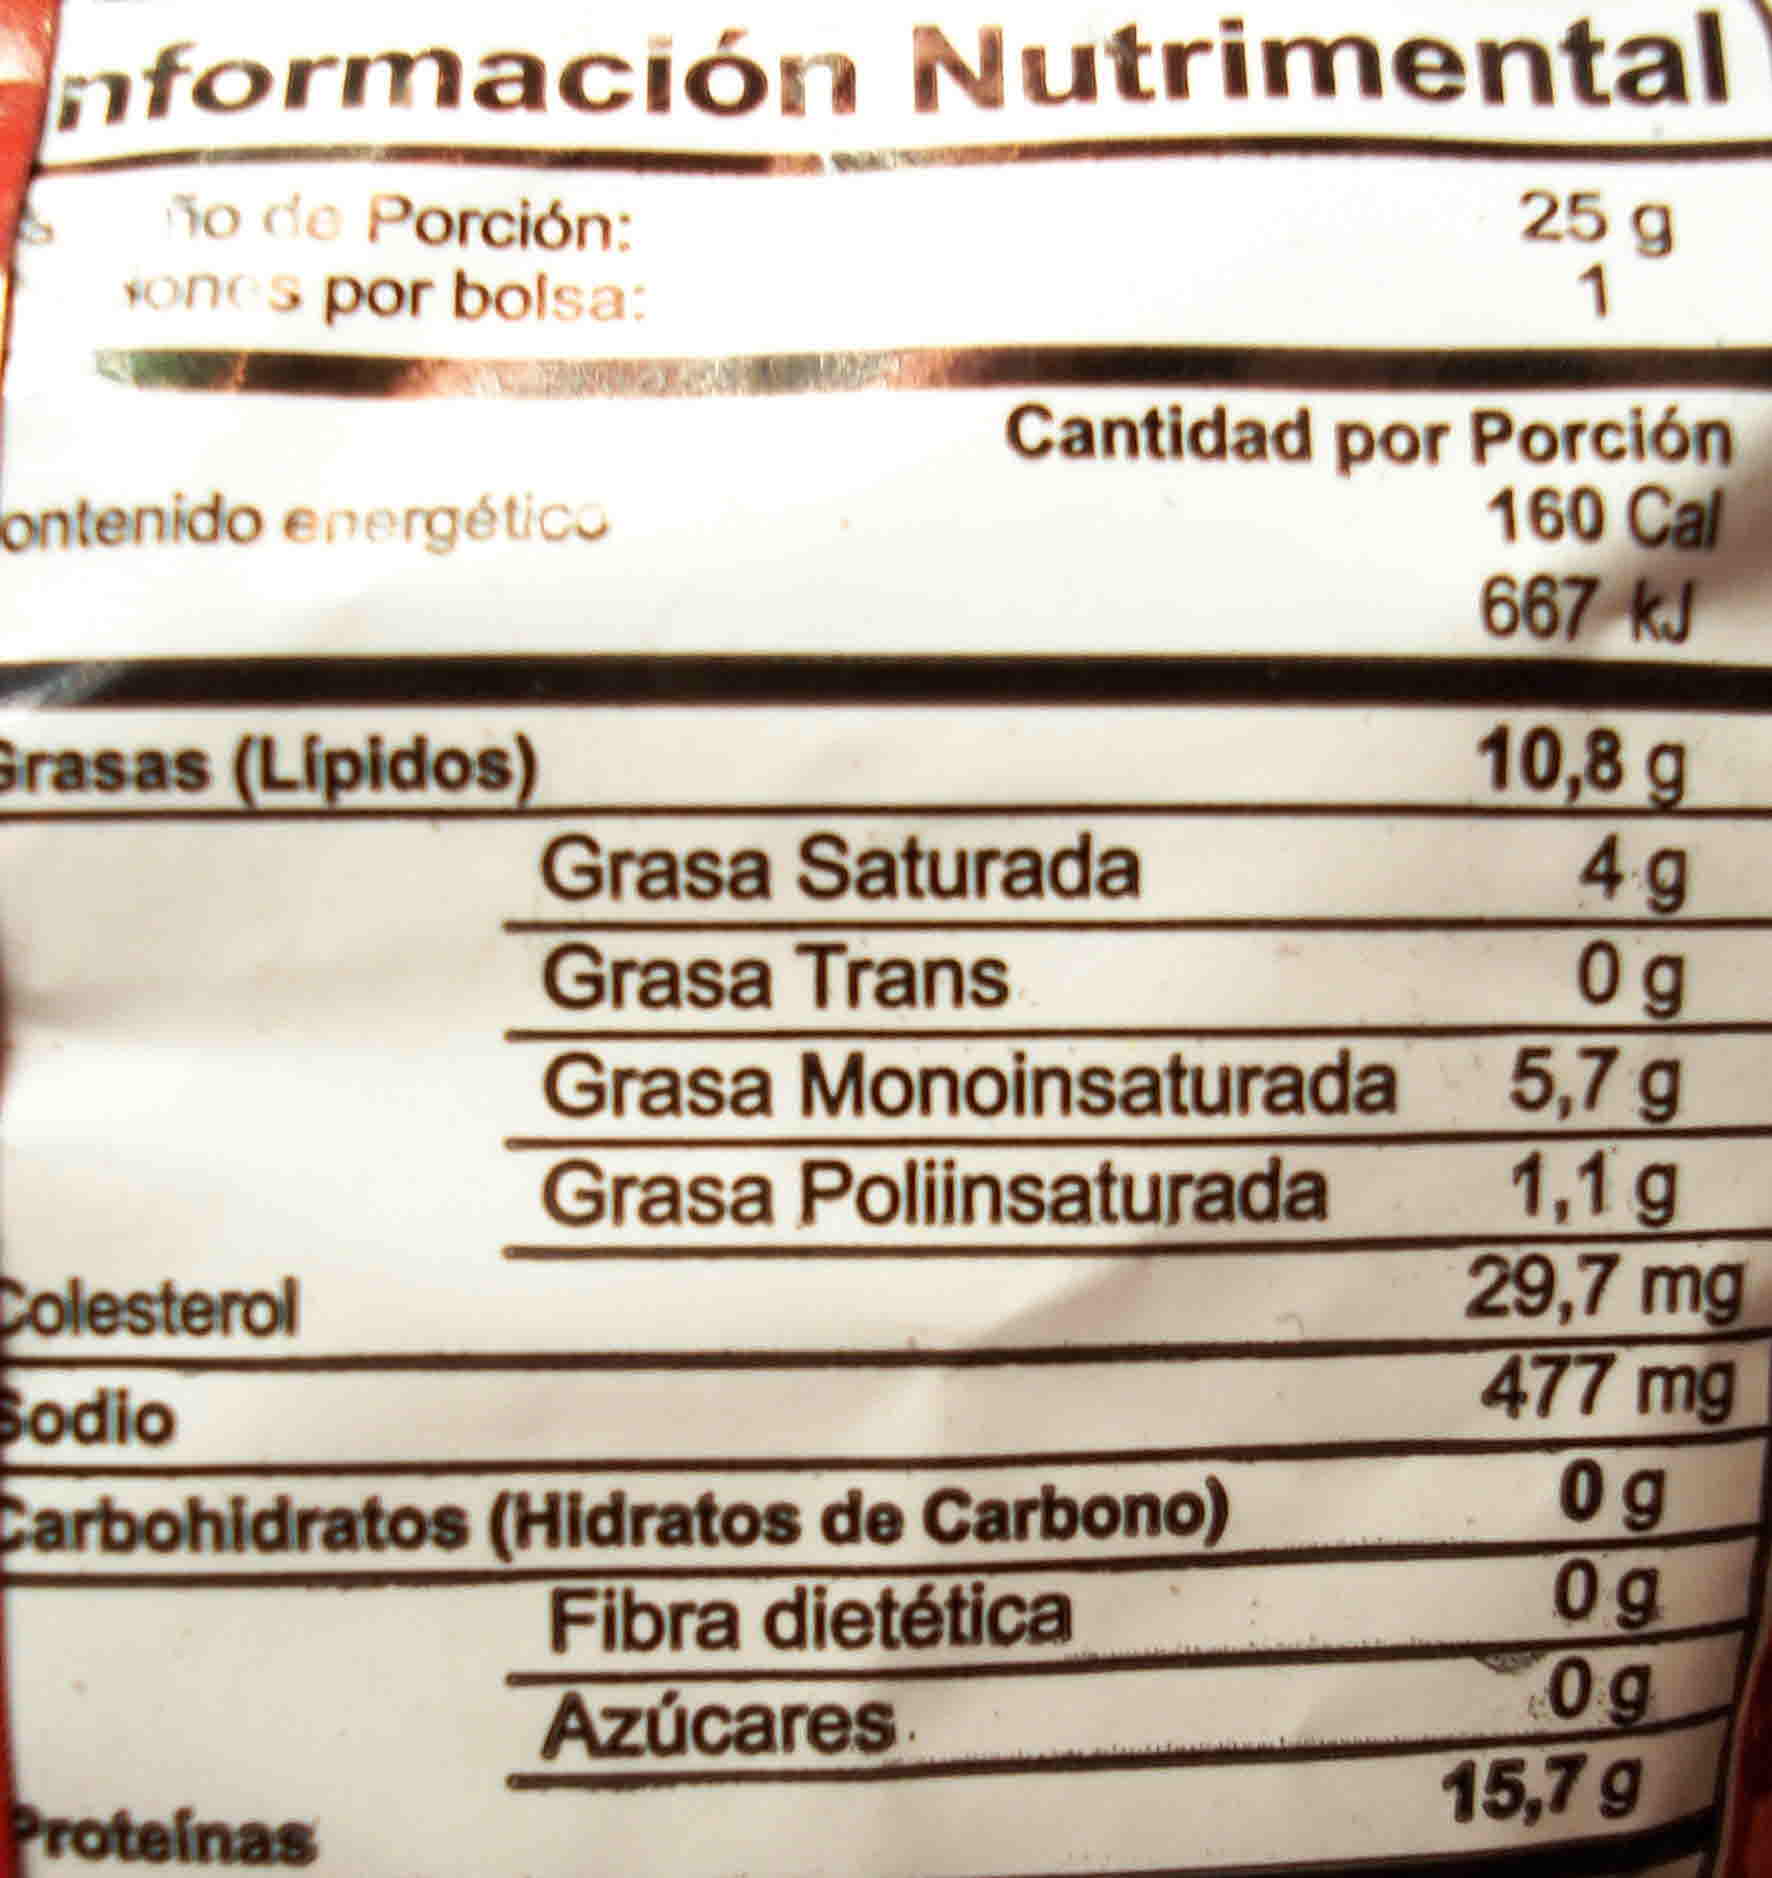 nformación Nutrimental
ño de Porción: 25 g
iones por bolsa: 1
Cantidad por Porción
ontenido energético 160 Cal
667 kJ
Grasas (Lípidos) 10,8 g
Grasa Saturada 4 g
Grasa Trans 0 g
Grasa Monoinsaturada 5,7 g
Grasa Poliinsaturada 1,1 g
Colesterol 29,7 mg
Sodio 477 mg
Carbohidratos (Hidratos de Carbono) 0 g
Fibra dietética 0 g
Azúcares 0 g
Proteínas 15,7 g